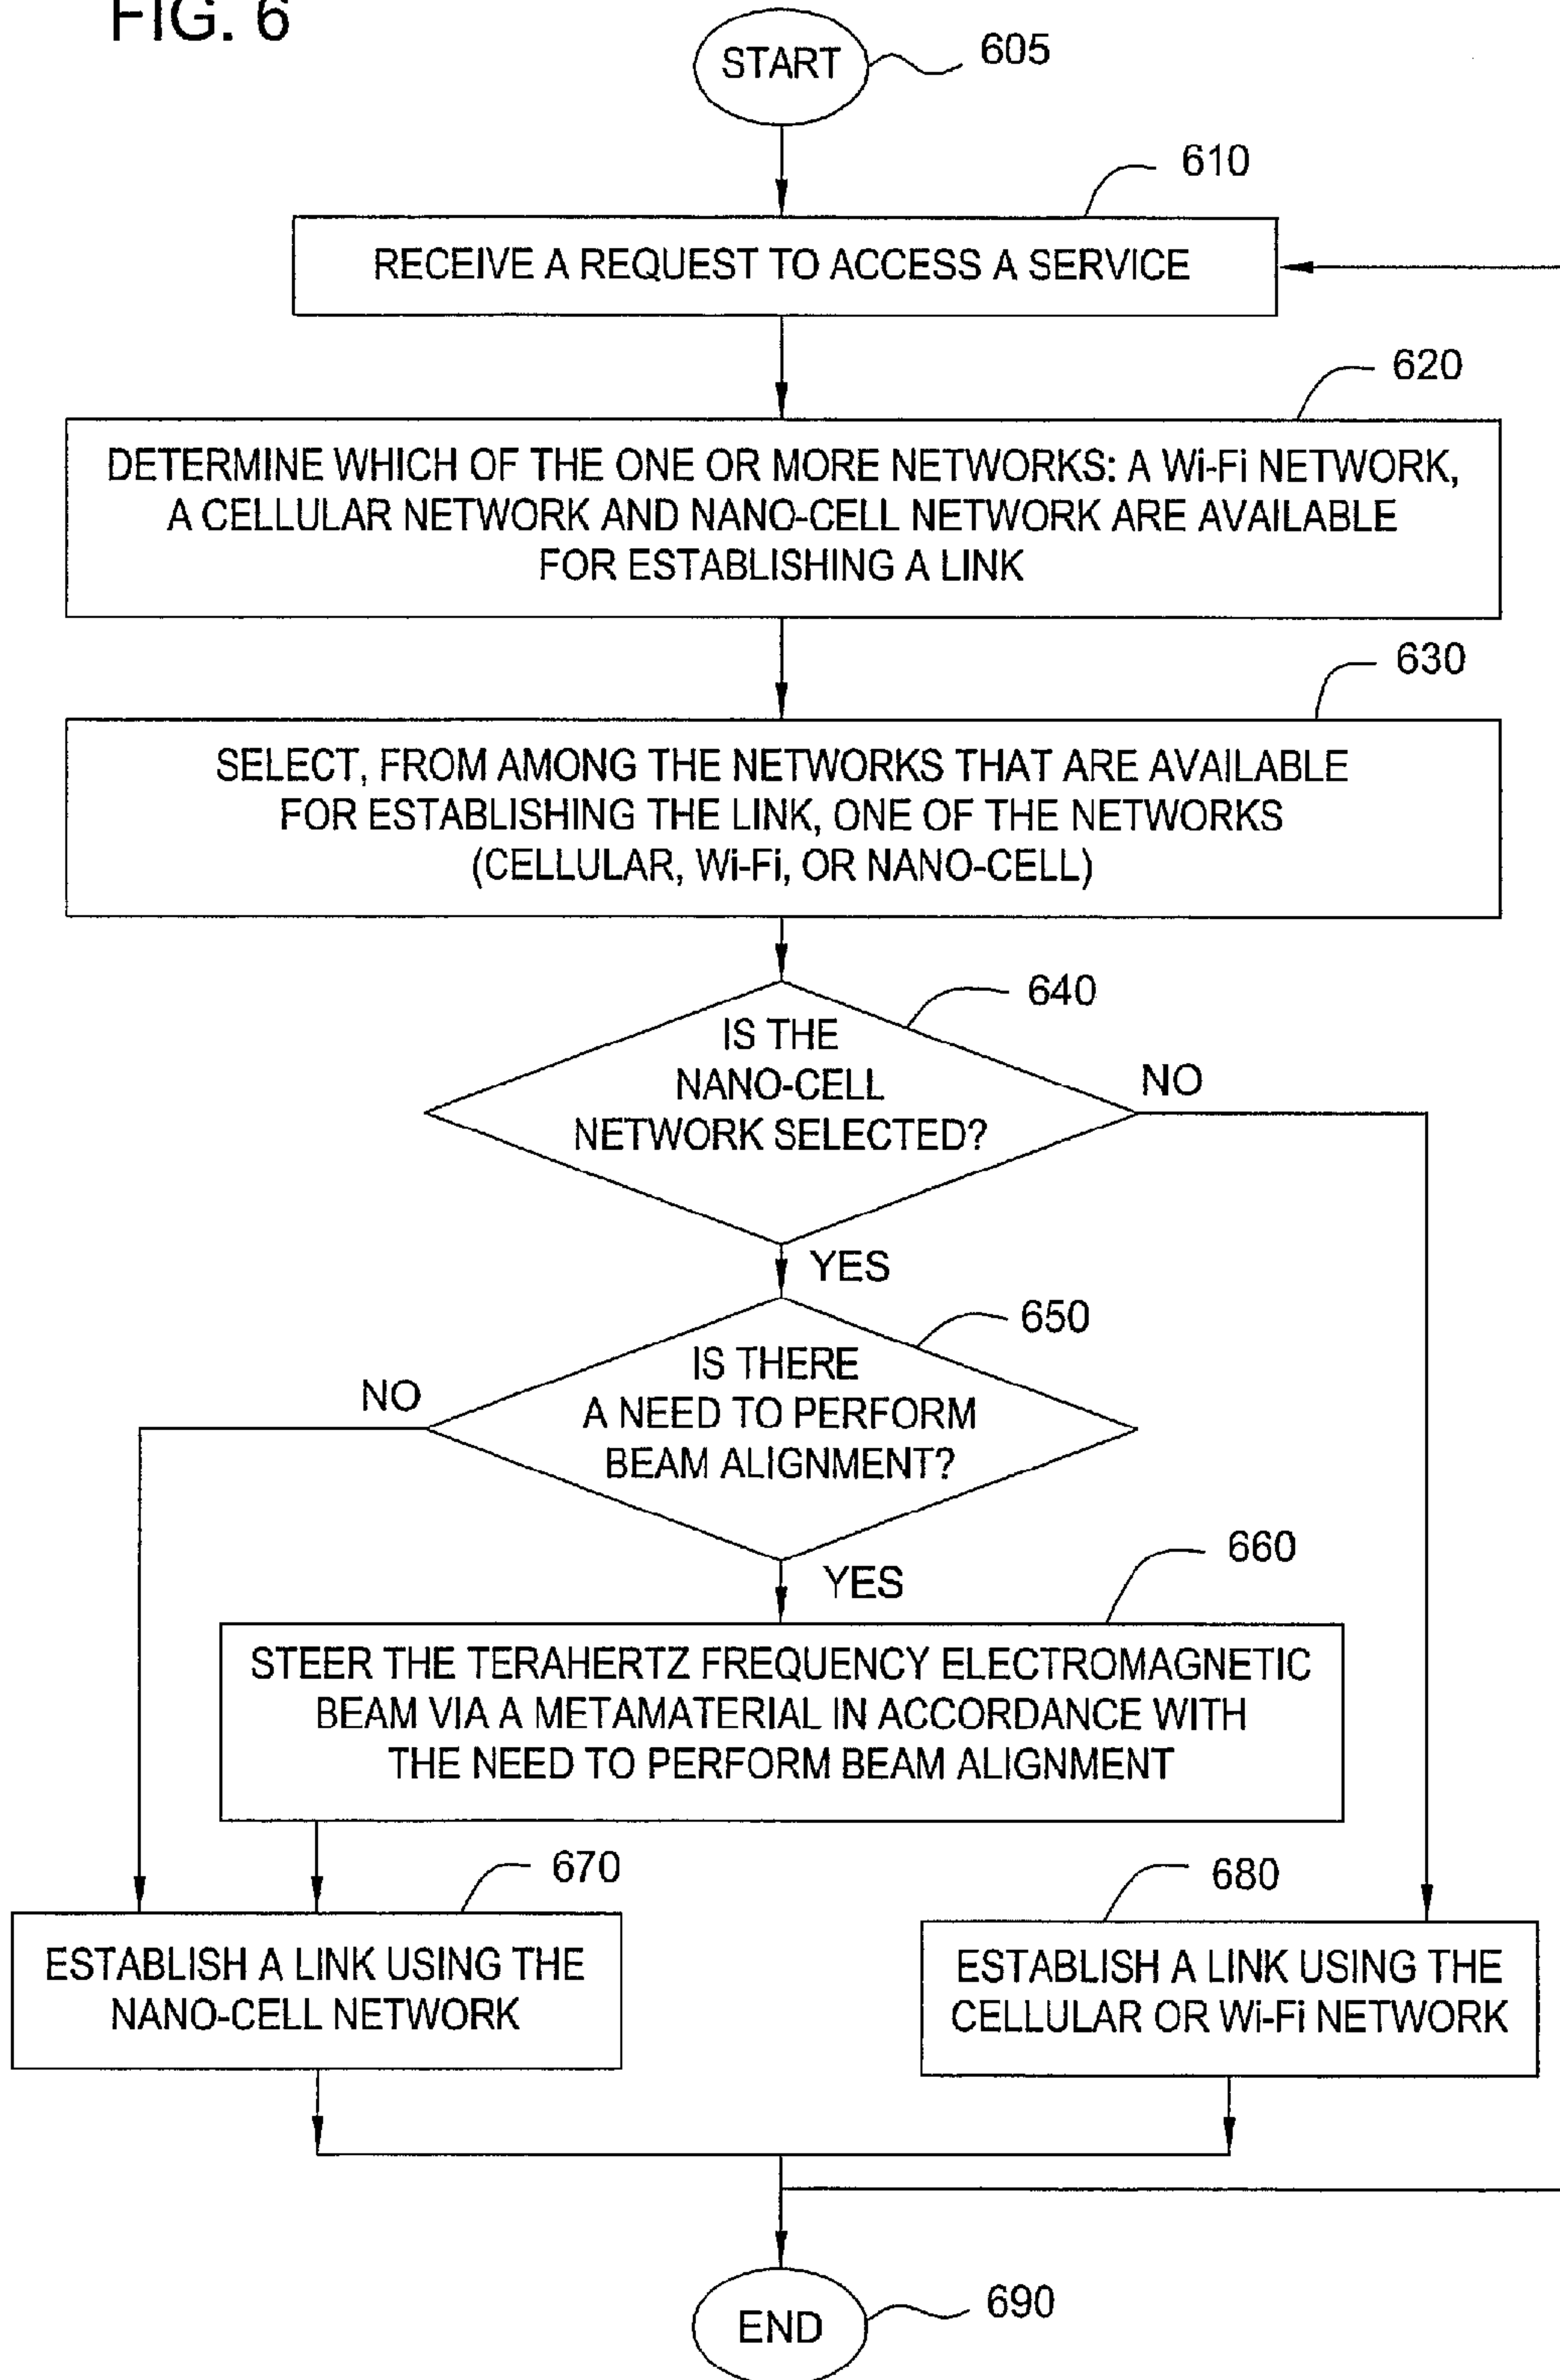 FIG. 6
START
605
610
RECEIVE A REQUEST TO ACCESS A SERVICE
620
DETERMINE WHICH OF THE ONE OR MORE NETWORKS: A Wi-Fi NETWORK,
A CELLULAR NETWORK AND NANO-CELL NETWORK ARE AVAILABLE
FOR ESTABLISHING A LINK
630
SELECT, FROM AMONG THE NETWORKS THAT ARE AVAILABLE
FOR ESTABLISHING THE LINK, ONE OF THE NETWORKS
(CELLULAR, Wi-Fi, OR NANO-CELL)
640
IS THE
NANO-CELL
NETWORK SELECTED?
NO
YES
650
IS THERE
A NEED TO PERFORM
BEAM ALIGNMENT?
NO
YES
660
STEER THE TERAHERTZ FREQUENCY ELECTROMAGNETIC
BEAM VIA A METAMATERIAL IN ACCORDANCE WITH
THE NEED TO PERFORM BEAM ALIGNMENT
670
ESTABLISH A LINK USING THE
NANO-CELL NETWORK
680
ESTABLISH A LINK USING THE
CELLULAR OR Wi-Fi NETWORK
END
690